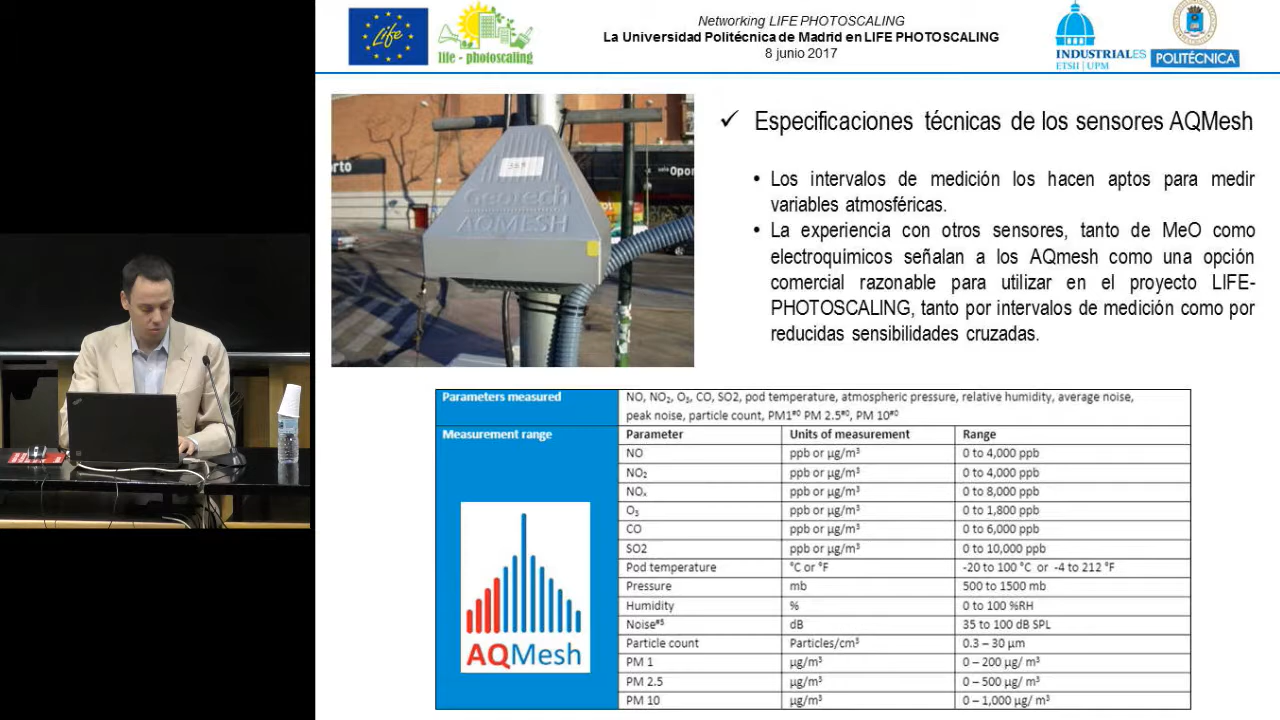 Life
life - photoscaling
Networking LIFE PHOTOSCALING
La Universidad Politécnica de Madrid en LIFE PHOTOSCALING
8 junio 2017
INDUSTRIALES
ETSII | UPM
POLITÉCNICA
Geotech
AQMESH
Opor
✓ Especificaciones técnicas de los sensores AQMesh
• Los intervalos de medición los hacen aptos para medir
variables atmosféricas.
• La experiencia con otros sensores, tanto de MeO como
electroquímicos señalan a los AQmesh como una opción
comercial razonable para utilizar en el proyecto LIFE-
PHOTOSCALING, tanto por intervalos de medición como por
reducidas sensibilidades cruzadas.
Parameters measured
NO, NO₂, O₃, CO, SO2, pod temperature, atmospheric pressure, relative humidity, average noise,
peak noise, particle count, PM1 PM 2.5 PM 10
Measurement range
Parameter Units of measurement Range
NO ppb or µg/m³ 0 to 4,000 ppb
NO₂ ppb or µg/m³ 0 to 4,000 ppb
NOₓ ppb or µg/m³ 0 to 8,000 ppb
O₃ ppb or µg/m³ 0 to 1,800 ppb
CO ppb or µg/m³ 0 to 6,000 ppb
SO2 ppb or µg/m³ 0 to 10,000 ppb
Pod temperature °C or °F -20 to 100 °C or -4 to 212 °F
Pressure mb 500 to 1500 mb
Humidity % 0 to 100 %RH
Noise dB 35 to 100 dB SPL
Particle count Particles/cm³ 0.3 – 30 µm
PM 1 µg/m³ 0 – 200 µg/ m³
PM 2.5 µg/m³ 0 – 500 µg/ m³
PM 10 µg/m³ 0 – 1,000 µg/ m³
AQMesh